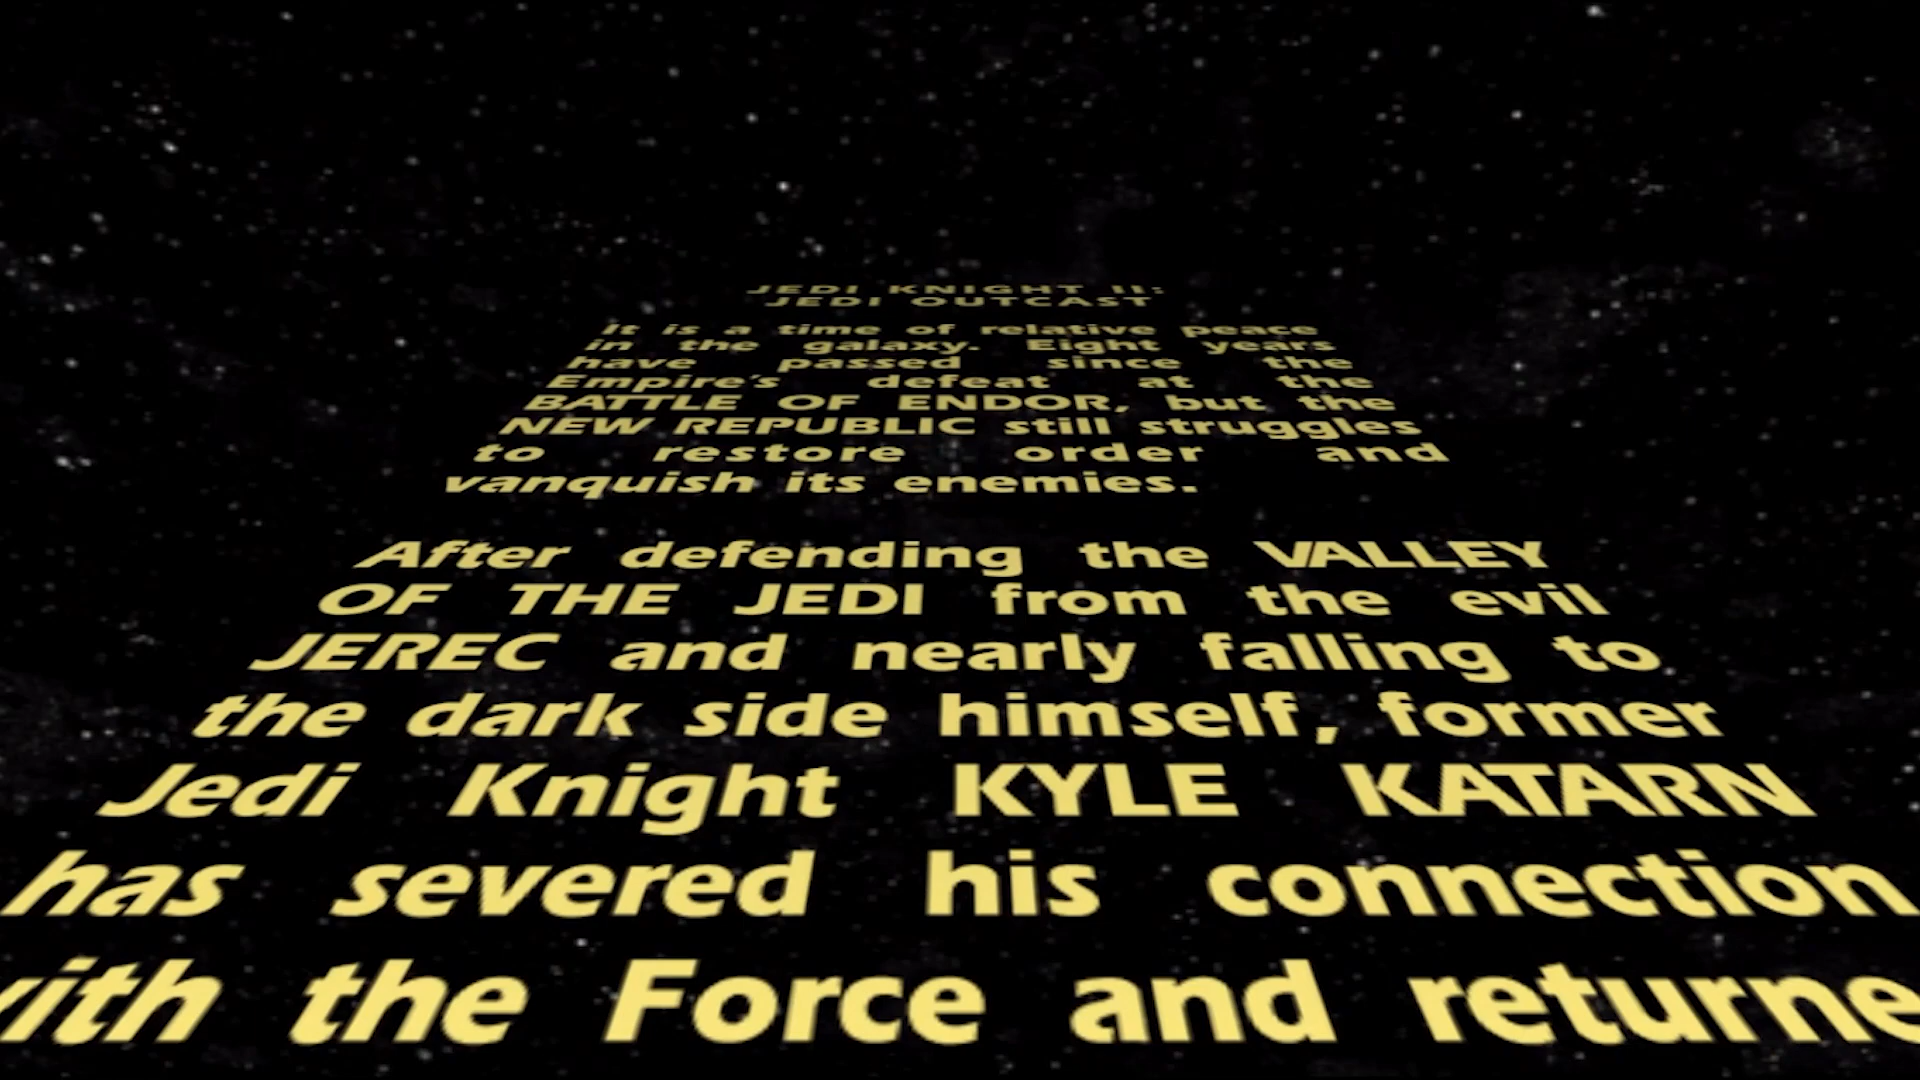 JEDI KNIGHT II:
JEDI OUTCAST
It is a time of relative peace
in the galaxy. Eight years
have passed since the
Empire's defeat at the
BATTLE OF ENDOR, but the
NEW REPUBLIC still struggles
to restore order and
vanquish its enemies.
After defending the VALLEY
OF THE JEDI from the evil
JEREC and nearly falling to
the dark side himself, former
Jedi Knight KYLE KATARN
has severed his connection
with the Force and returne